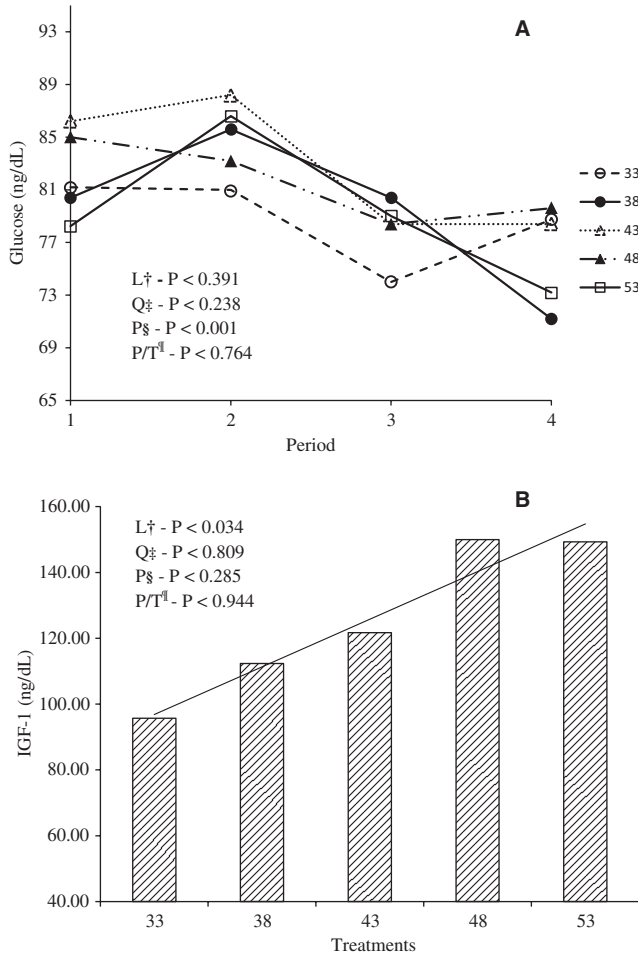 A
93
89
85
81
77
73
69
65
Glucose (ng/dL)
L† - P < 0.391
Q‡ - P < 0.238
P§ - P < 0.001
P/T¶ - P < 0.764
33
38
43
48
53
1 2 3 4
Period
B
160.00
140.00
120.00
100.00
80.00
60.00
40.00
IGF-1 (ng/dL)
L† - P < 0.034
Q‡ - P < 0.809
P§ - P < 0.285
P/T¶ - P < 0.944
33 38 43 48 53
Treatments